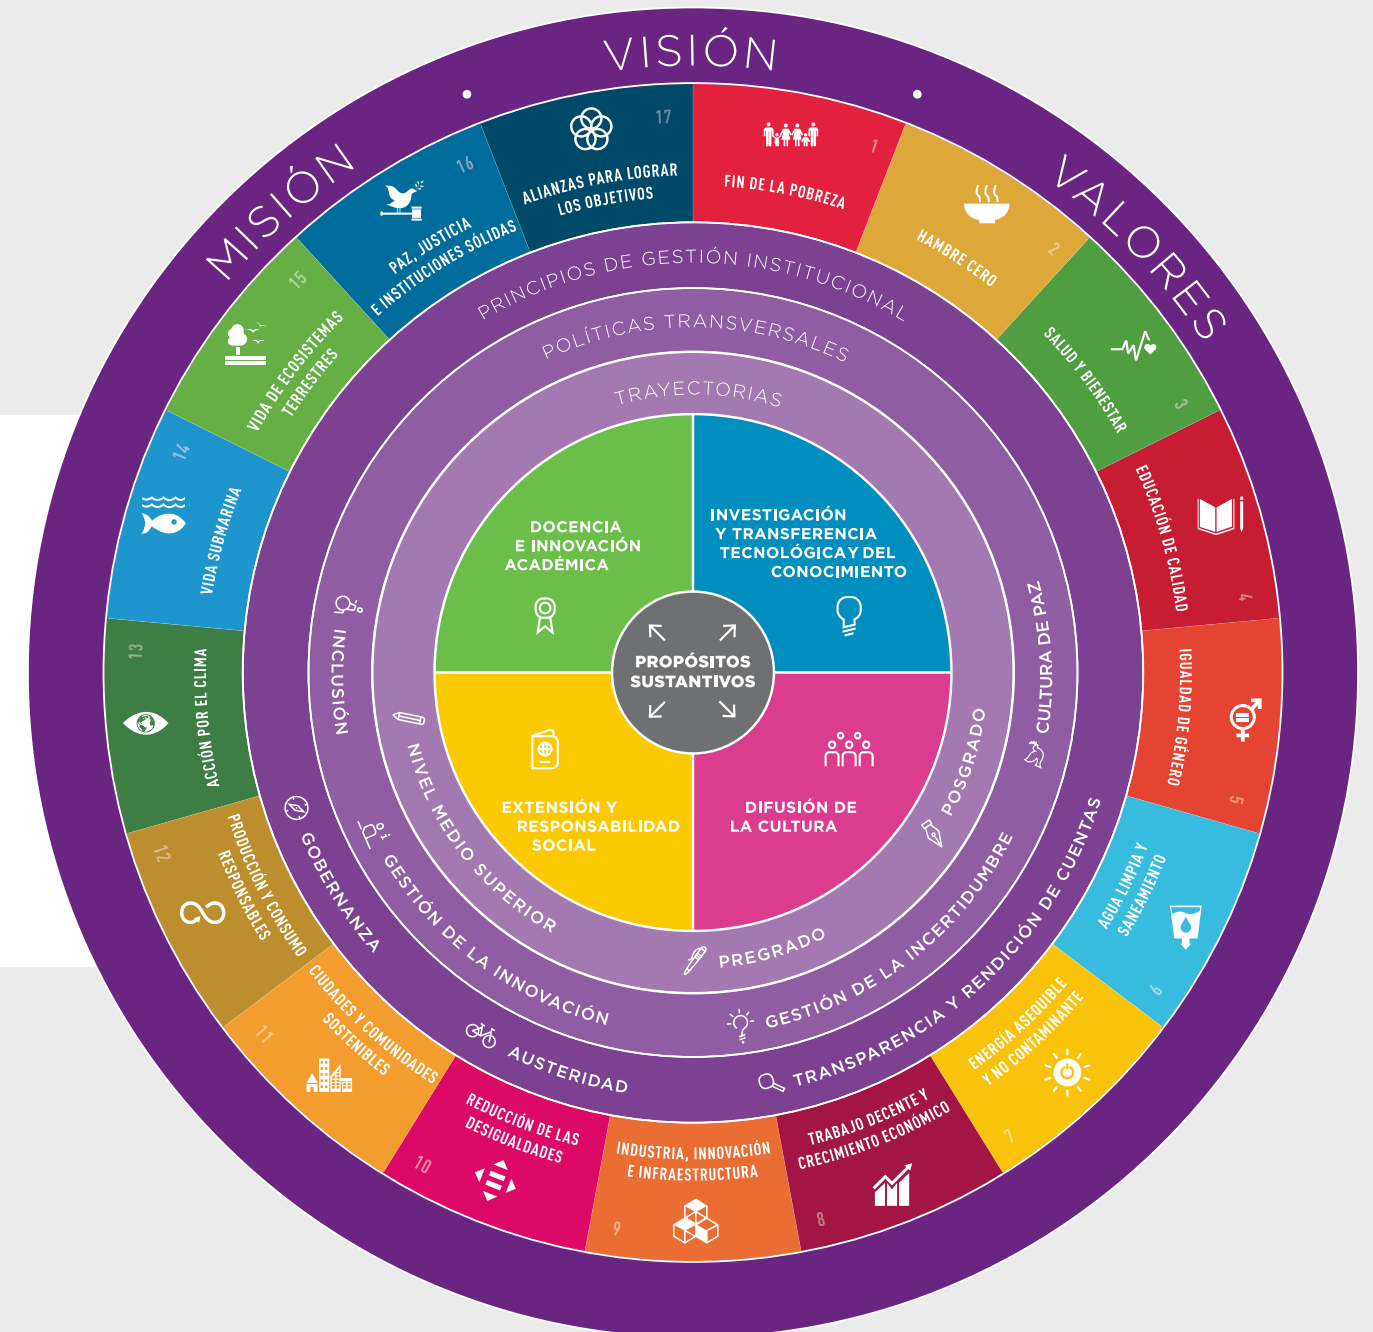 VISIÓN
MISIÓN
VALORES
1
FIN DE LA POBREZA
2
HAMBRE CERO
3
SALUD Y BIENESTAR
4
EDUCACIÓN DE CALIDAD
5
IGUALDAD DE GÉNERO
6
AGUA LIMPIA Y
SANEAMIENTO
7
ENERGÍA ASEQUIBLE
Y NO CONTAMINANTE
8
TRABAJO DECENTE Y
CRECIMIENTO ECONÓMICO
9
INDUSTRIA, INNOVACIÓN
E INFRAESTRUCTURA
10
REDUCCIÓN DE LAS
DESIGUALDADES
11
CIUDADES Y COMUNIDADES
SOSTENIBLES
12
PRODUCCIÓN Y CONSUMO
RESPONSABLES
13
ACCIÓN POR EL CLIMA
14
VIDA SUBMARINA
15
VIDA DE ECOSISTEMAS
TERRESTRES
16
PAZ, JUSTICIA
E INSTITUCIONES SÓLIDAS
17
ALIANZAS PARA LOGRAR
LOS OBJETIVOS
PRINCIPIOS DE GESTIÓN INSTITUCIONAL
GOBERNANZA
AUSTERIDAD
TRANSPARENCIA Y RENDICIÓN DE CUENTAS
POLÍTICAS TRANSVERSALES
INCLUSIÓN
GESTIÓN DE LA INNOVACIÓN
GESTIÓN DE LA INCERTIDUMBRE
CULTURA DE PAZ
TRAYECTORIAS
NIVEL MEDIO SUPERIOR
PREGRADO
POSGRADO
DOCENCIA
E INNOVACIÓN
ACADÉMICA
INVESTIGACIÓN
Y TRANSFERENCIA
TECNOLÓGICA Y DEL
CONOCIMIENTO
PROPÓSITOS
SUSTANTIVOS
EXTENSIÓN Y
RESPONSABILIDAD
SOCIAL
DIFUSIÓN DE
LA CULTURA